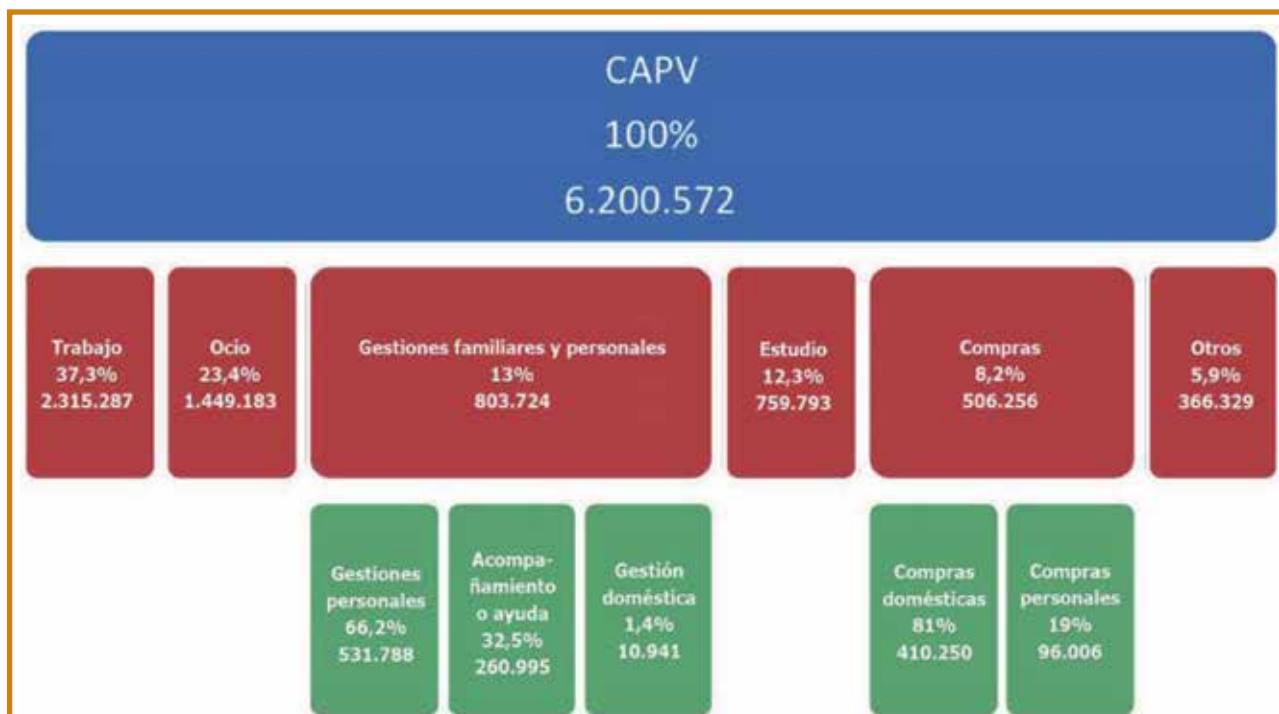 CAPV
100%
6.200.572
Trabajo
37,3%
2.315.287
Ocio
23,4%
1.449.183
Gestiones familiares y personales
13%
803.724
Estudio
12,3%
759.793
Compras
8,2%
506.256
Otros
5,9%
366.329
Gestiones
personales
66,2%
531.788
Acompa-
ñamiento
o ayuda
32,5%
260.995
Gestión
doméstica
1,4%
10.941
Compras
domésticas
81%
410.250
Compras
personales
19%
96.006